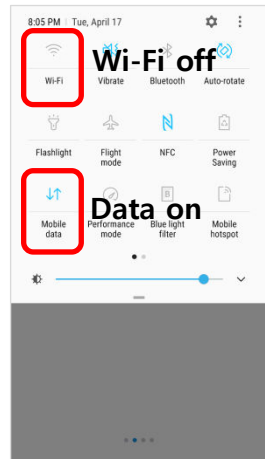 8:05 PM | Tue, April 17
Wi-Fi off
Wi-Fi Vibrate Bluetooth Auto-rotate
Flashlight Flight mode NFC Power Saving
Data on
Mobile data Performance mode Blue light filter Mobile hotspot